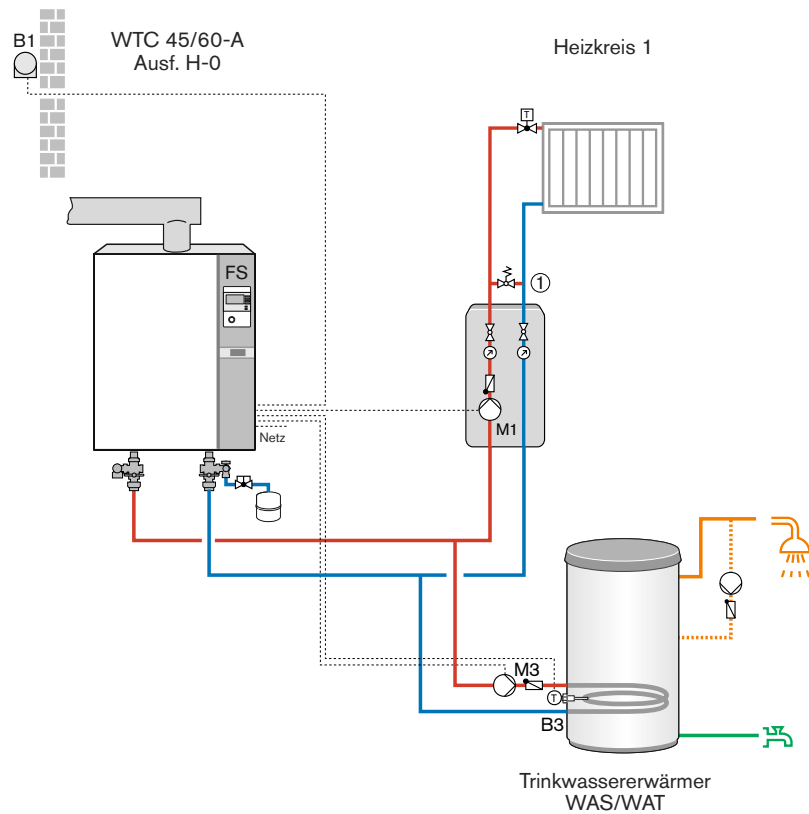 B1
WTC 45/60-A
Ausf. H-0
Heizkreis 1
T
FS
1
M1
Netz
M3
T
B3
Trinkwassererwärmer
WAS/WAT